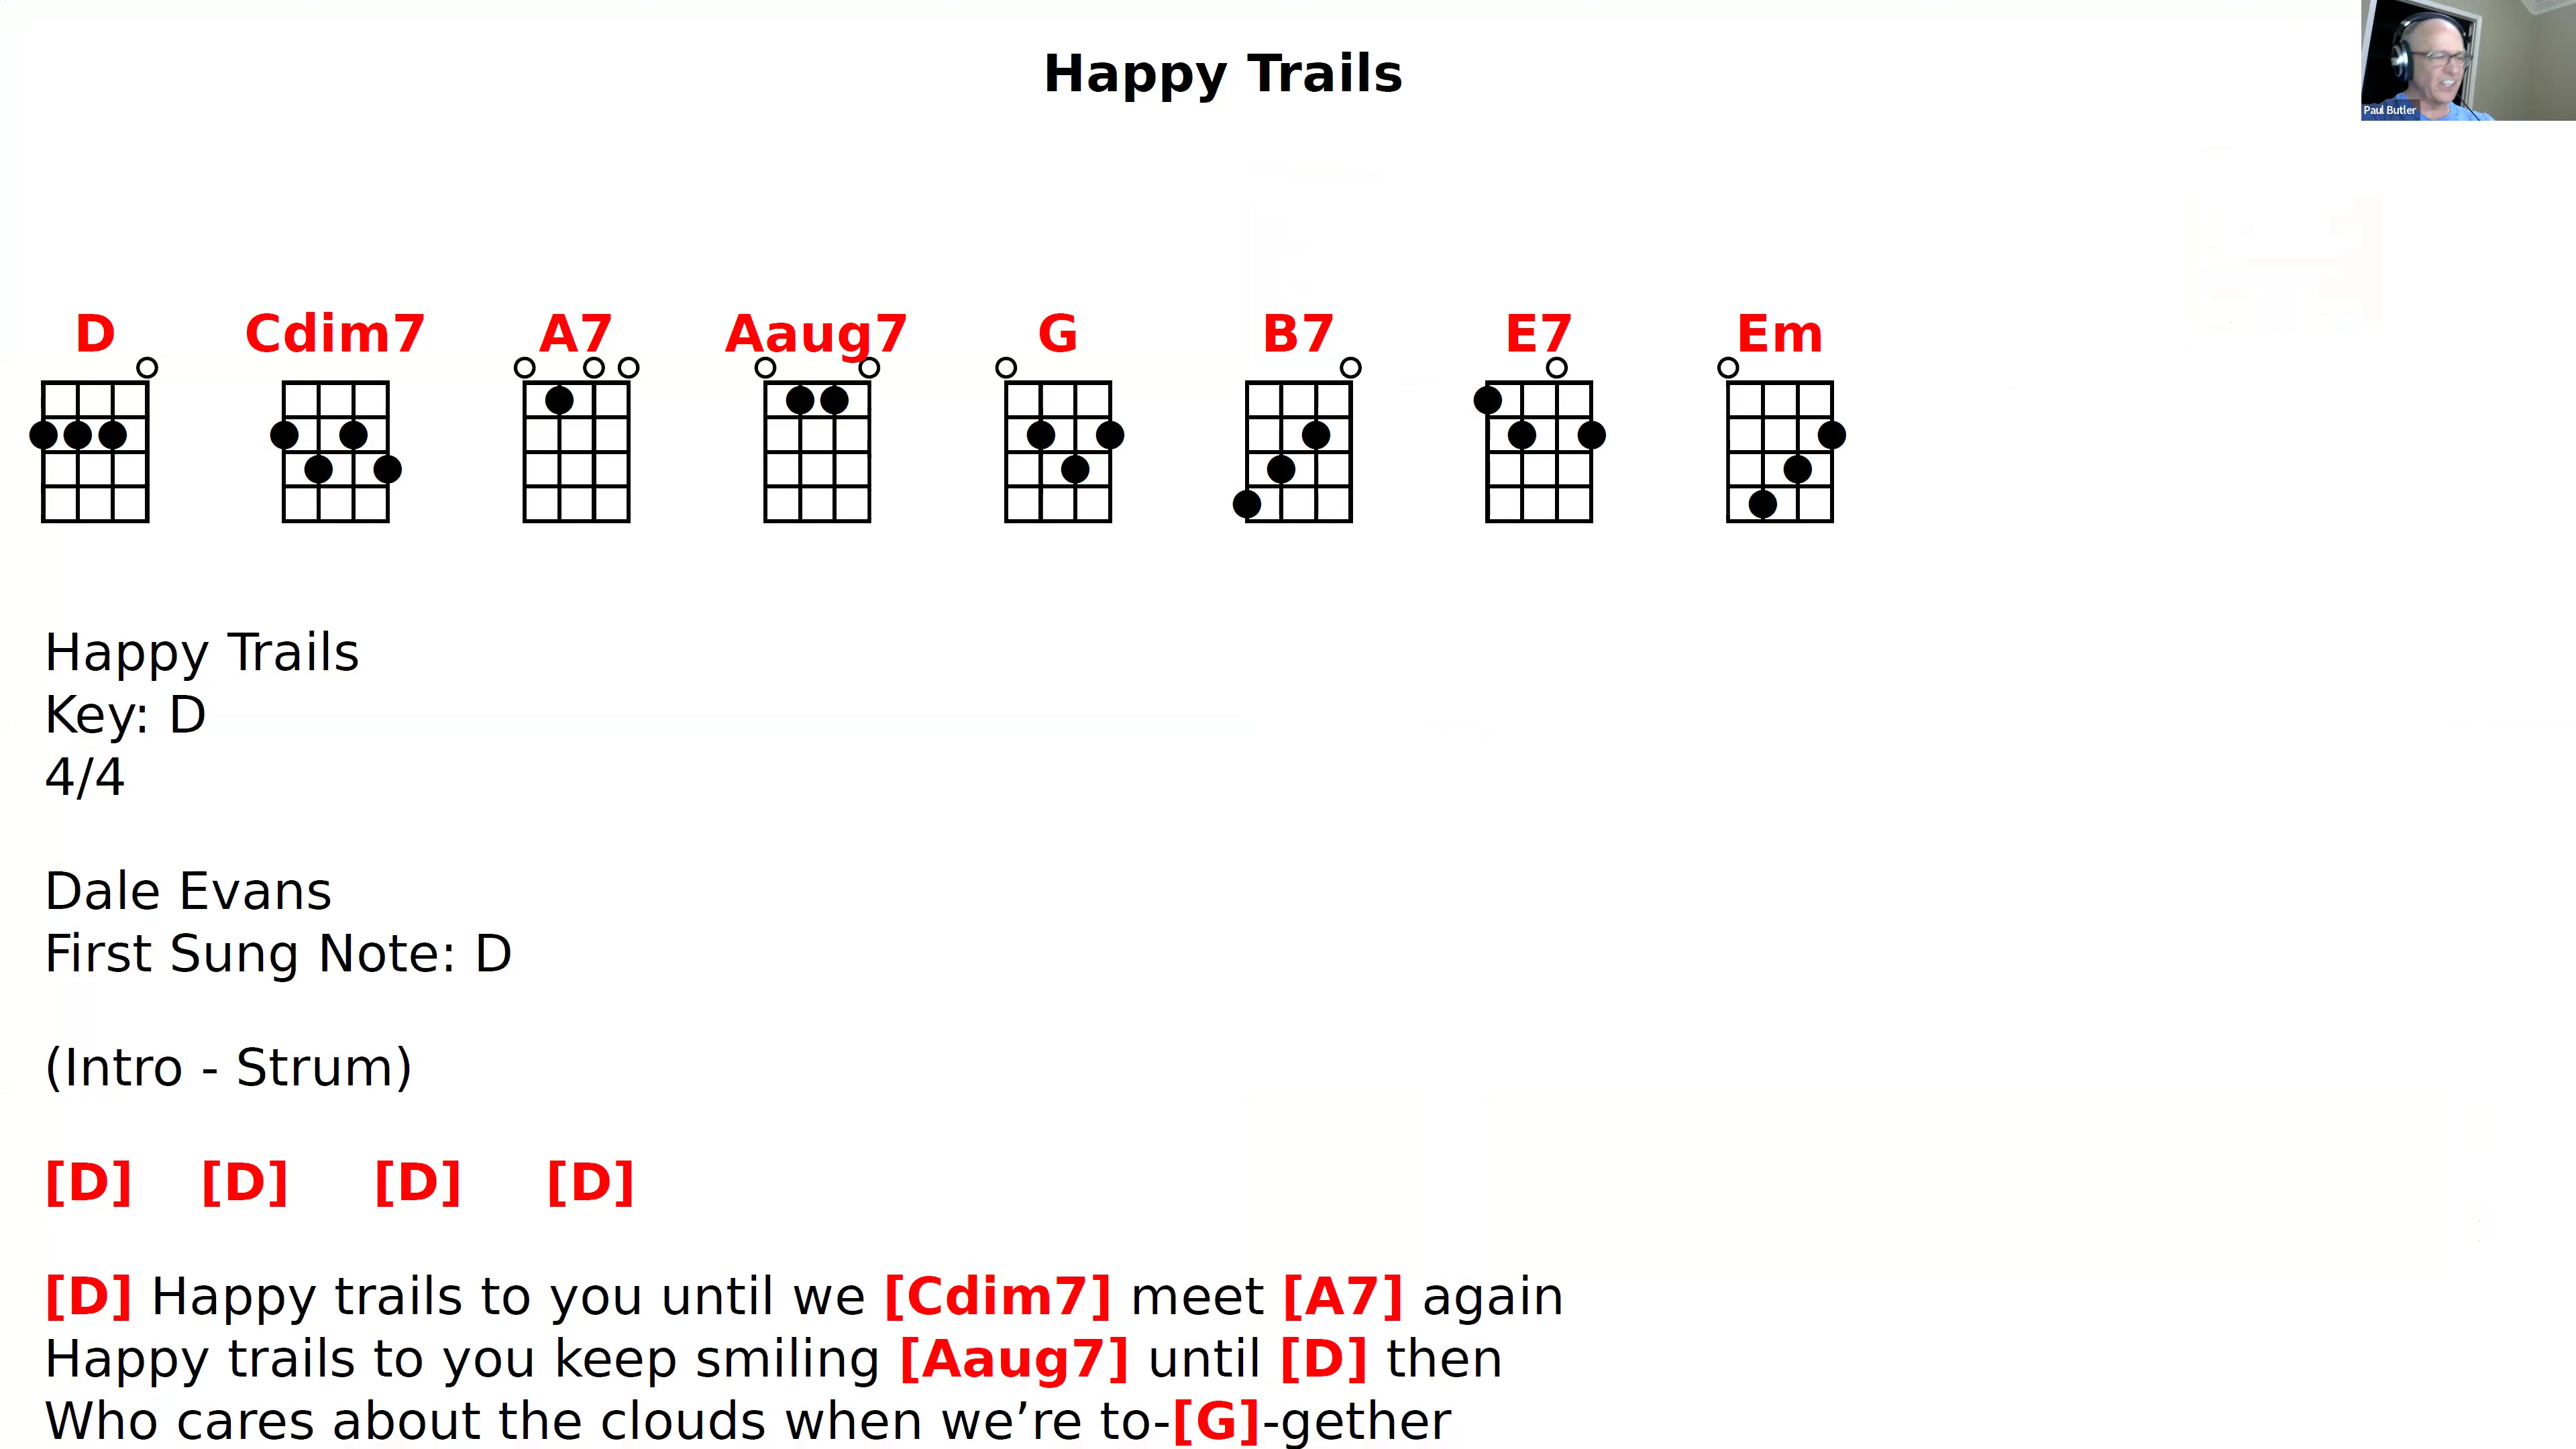 Happy Trails
Paul Butler
D Cdim7 A7 Aaug7 G B7 E7 Em
Happy Trails
Key: D
4/4
Dale Evans
First Sung Note: D
(Intro - Strum)
[D] [D] [D] [D]
[D] Happy trails to you until we [Cdim7] meet [A7] again
Happy trails to you keep smiling [Aaug7] until [D] then
Who cares about the clouds when we’re to-[G]-gether